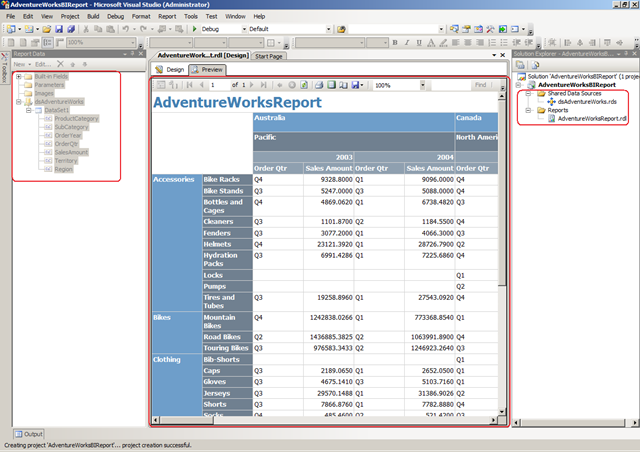 AdventureWorksBIReport - Microsoft Visual Studio (Administrator)
File Edit View Project Build Debug Data Format Report Tools Test Window Help
Debug Default
100%
Report Data
AdventureWork...t.rdl [Design] Start Page
Solution Explorer
Toolbox
New Edit...
Design Preview
1 of 1 100% Find
Built-in Fields
Parameters
Images
dsAdventureWorks
DataSet1
ProductCategory
SubCategory
OrderYear
OrderQtr
SalesAmount
Territory
Region
AdventureWorksReport
Australia Canada
Pacific North Ameri
2003 2004
Order Qtr Sales Amount Order Qtr Sales Amount Order Qtr
Accessories Bike Racks Q4 9328.8000 Q1 9096.0000 Q4
Bike Stands Q3 5247.0000 Q3 5088.0000 Q4
Bottles and Cages Q4 4869.0620 Q1 6738.4820 Q3
Cleaners Q3 1101.8700 Q2 1184.5500 Q4
Fenders Q3 3077.2000 Q1 4066.3000 Q3
Helmets Q4 23121.3920 Q1 28726.7900 Q2
Hydration Packs Q3 6991.4286 Q1 7225.6860 Q4
Locks Q1
Pumps Q2
Tires and Tubes Q3 19258.8960 Q1 27543.0920 Q4
Bikes Mountain Bikes Q4 1242838.0266 Q1 773368.8540 Q1
Road Bikes Q2 1436885.3825 Q2 1063991.8900 Q4
Touring Bikes Q3 976583.3433 Q2 1246923.2640 Q3
Clothing Bib-Shorts Q1
Caps Q3 2189.0650 Q1 2652.0500 Q1
Gloves Q3 4675.1410 Q3 5103.7160 Q1
Jerseys Q3 29570.1488 Q1 31386.9026 Q2
Shorts Q3 7866.8760 Q3 7782.8880 Q4
Socks Q3 485.4600 Q2 521.4200 Q3
Solution 'AdventureWorksBIReport' (1 projec
AdventureWorksBIReport
Shared Data Sources
dsAdventureWorks.rds
Reports
AdventureWorksReport.rdl
Output
Creating project 'AdventureWorksBIReport'... project creation successful.